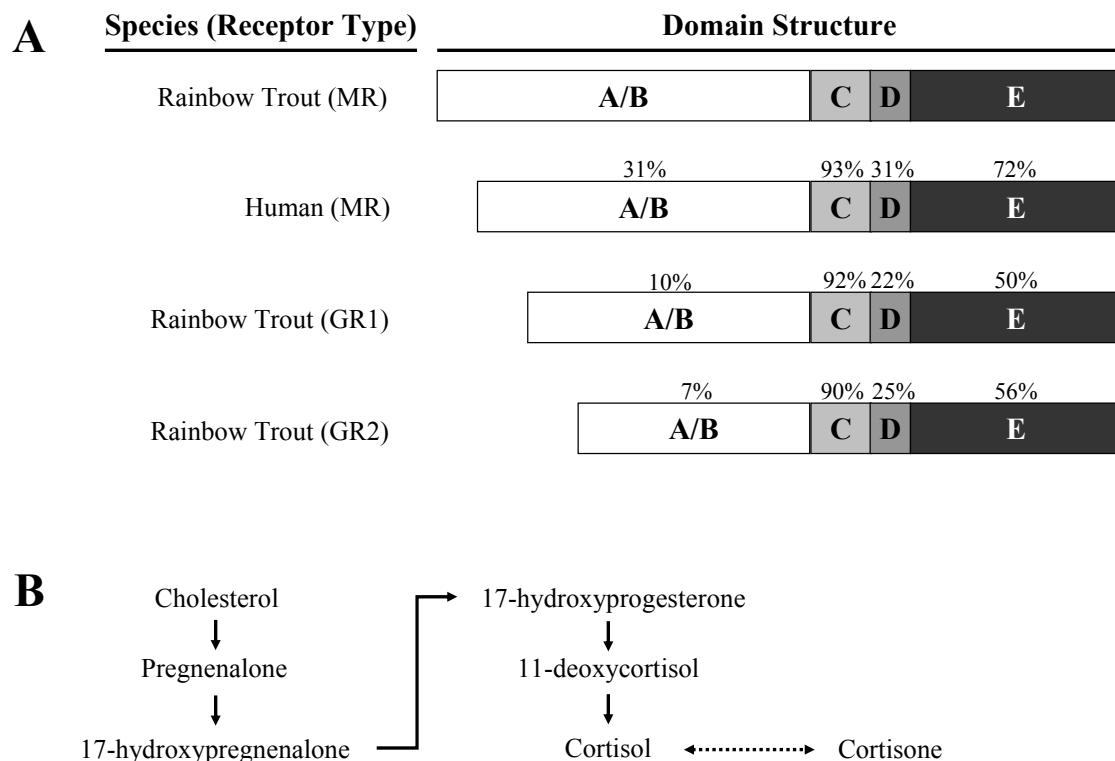 A
Species (Receptor Type) Domain Structure
Rainbow Trout (MR) A/B C D E
31% 93% 31% 72%
Human (MR) A/B C D E
10% 92% 22% 50%
Rainbow Trout (GR1) A/B C D E
7% 90% 25% 56%
Rainbow Trout (GR2) A/B C D E
B
Cholesterol 17-hydroxyprogesterone
Pregnenalone 11-deoxycortisol
17-hydroxypregnenalone Cortisol Cortisone